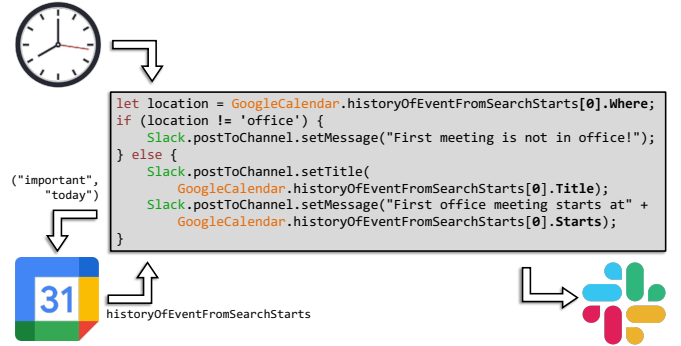 let location = GoogleCalendar.historyOfEventFromSearchStarts[0].Where;
if (location != 'office') {
    Slack.postToChannel.setMessage("First meeting is not in office!");
} else {
    Slack.postToChannel.setTitle(
        GoogleCalendar.historyOfEventFromSearchStarts[0].Title);
    Slack.postToChannel.setMessage("First office meeting starts at" +
        GoogleCalendar.historyOfEventFromSearchStarts[0].Starts);
}
("important",
"today")
31
historyOfEventFromSearchStarts